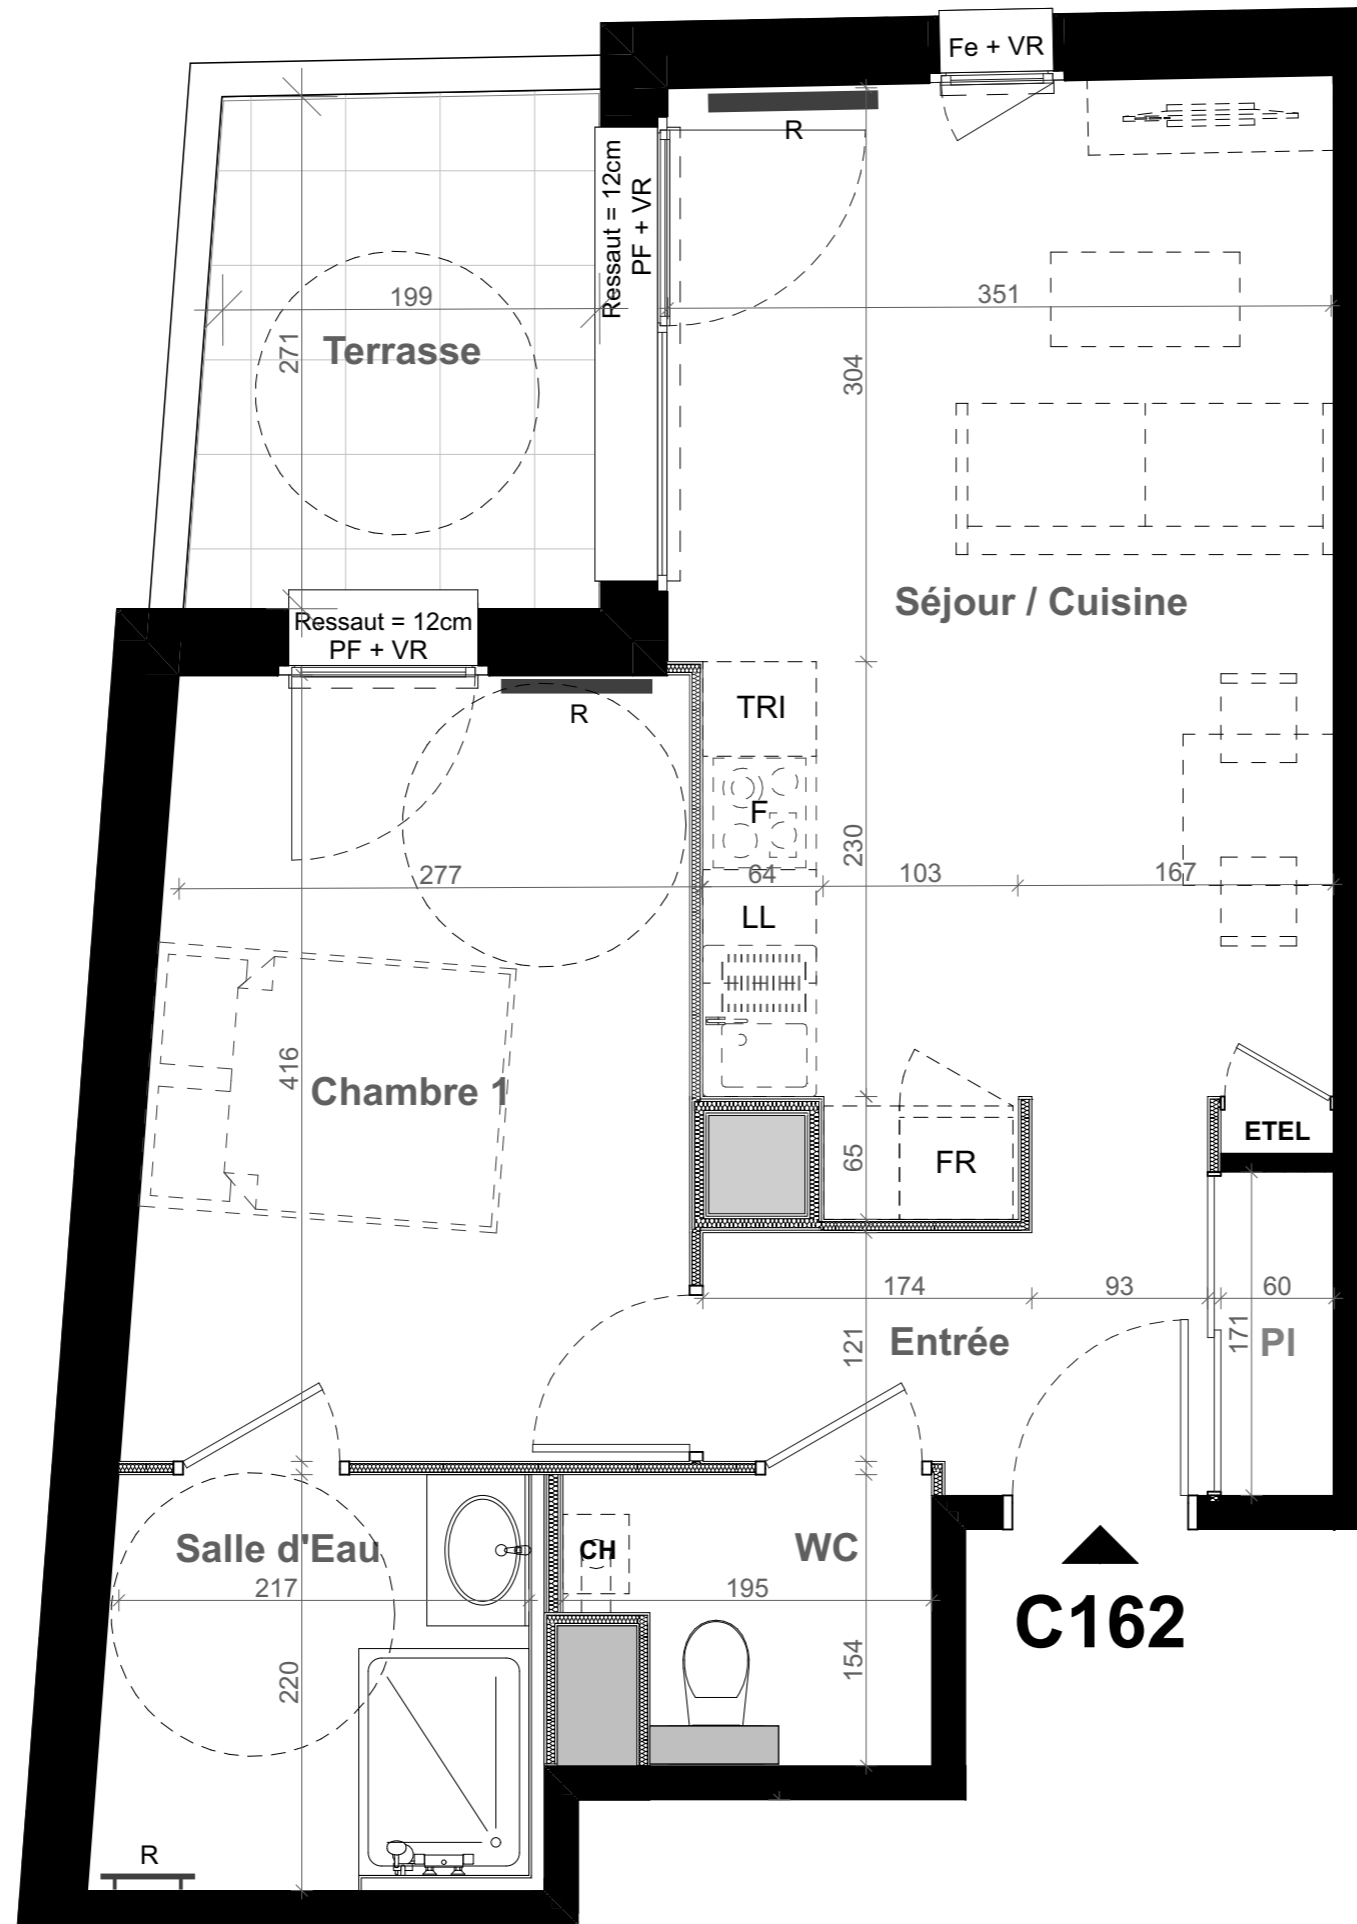 Fe + VR
R
Ressaut = 12cm
PF + VR
199
351
271
Terrasse
304
Séjour / Cuisine
Ressaut = 12cm
PF + VR
R
TRI
F
230
277
64
103
167
LL
416
Chambre 1
ETEL
65
FR
174
93
60
121
Entrée
171
Pl
Salle d'Eau
CH
WC
217
195
C162
220
154
R